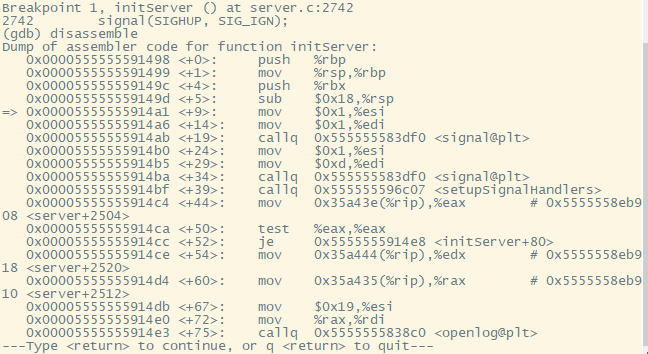 Breakpoint 1, initServer () at server.c:2742
2742        signal(SIGHUP, SIG_IGN);
(gdb) disassemble
Dump of assembler code for function initServer:
   0x0000555555591498 <+0>:     push   %rbp
   0x0000555555591499 <+1>:     mov    %rsp,%rbp
   0x000055555559149c <+4>:     push   %rbx
   0x000055555559149d <+5>:     sub    $0x18,%rsp
=> 0x00005555555914a1 <+9>:     mov    $0x1,%esi
   0x00005555555914a6 <+14>:    mov    $0x1,%edi
   0x00005555555914ab <+19>:    callq  0x555555583df0 <signal@plt>
   0x00005555555914b0 <+24>:    mov    $0x1,%esi
   0x00005555555914b5 <+29>:    mov    $0xd,%edi
   0x00005555555914ba <+34>:    callq  0x555555583df0 <signal@plt>
   0x00005555555914bf <+39>:    callq  0x555555596c07 <setupSignalHandlers>
   0x00005555555914c4 <+44>:    mov    0x35a43e(%rip),%eax        # 0x5555558eb9
08 <server+2504>
   0x00005555555914ca <+50>:    test   %eax,%eax
   0x00005555555914cc <+52>:    je     0x5555555914e8 <initServer+80>
   0x00005555555914ce <+54>:    mov    0x35a444(%rip),%edx        # 0x5555558eb9
18 <server+2520>
   0x00005555555914d4 <+60>:    mov    0x35a435(%rip),%rax        # 0x5555558eb9
10 <server+2512>
   0x00005555555914db <+67>:    mov    $0x19,%esi
   0x00005555555914e0 <+72>:    mov    %rax,%rdi
   0x00005555555914e3 <+75>:    callq  0x5555555838c0 <openlog@plt>
---Type <return> to continue, or q <return> to quit---